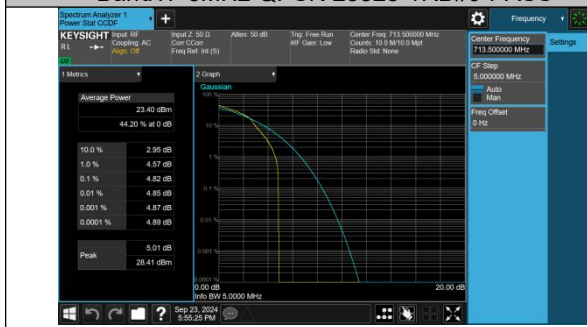 Spectrum Analyzer 1
Power Stat CCDF
Frequency
KEYSIGHT
RL
Input: RF
Coupling: AC
Align: Off
Input Z: 50 Ω
Corr CCorr
Freq Ref: Int (S)
Atten: 50 dB
Trig: Free Run
#IF Gain: Low
Center Freq: 713.500000 MHz
Counts: 10.0 M/10.0 Mpt
Radio Std: None
Center Frequency
713.500000 MHz
Settings
CF Step
5.000000 MHz
Auto
Man
Freq Offset
0 Hz
1 Metrics
Average Power
23.40 dBm
44.20 % at 0 dB
10.0 % 2.95 dB
1.0 % 4.57 dB
0.1 % 4.82 dB
0.01 % 4.85 dB
0.001 % 4.87 dB
0.0001 % 4.89 dB
Peak 5.01 dB
28.41 dBm
2 Graph
Gaussian
100 %
10 %
1 %
0.1 %
0.01 %
0.001 %
0.0001 %
0.00 dB
20.00 dB
Info BW 5.0000 MHz
Sep 23, 2024
5:55:25 PM